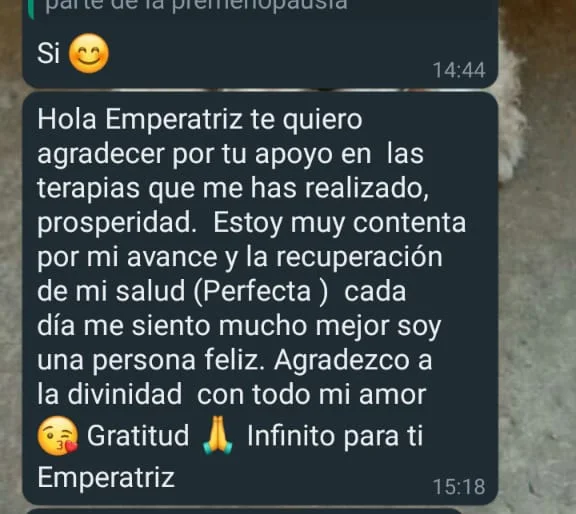 parte de la premenopausia
Si 😊
14:44
Hola Emperatriz te quiero
agradecer por tu apoyo en las
terapias que me has realizado,
prosperidad. Estoy muy contenta
por mi avance y la recuperación
de mi salud (Perfecta ) cada
día me siento mucho mejor soy
una persona feliz. Agradezco a
la divinidad con todo mi amor
😘 Gratitud 🙏 Infinito para ti
Emperatriz
15:18